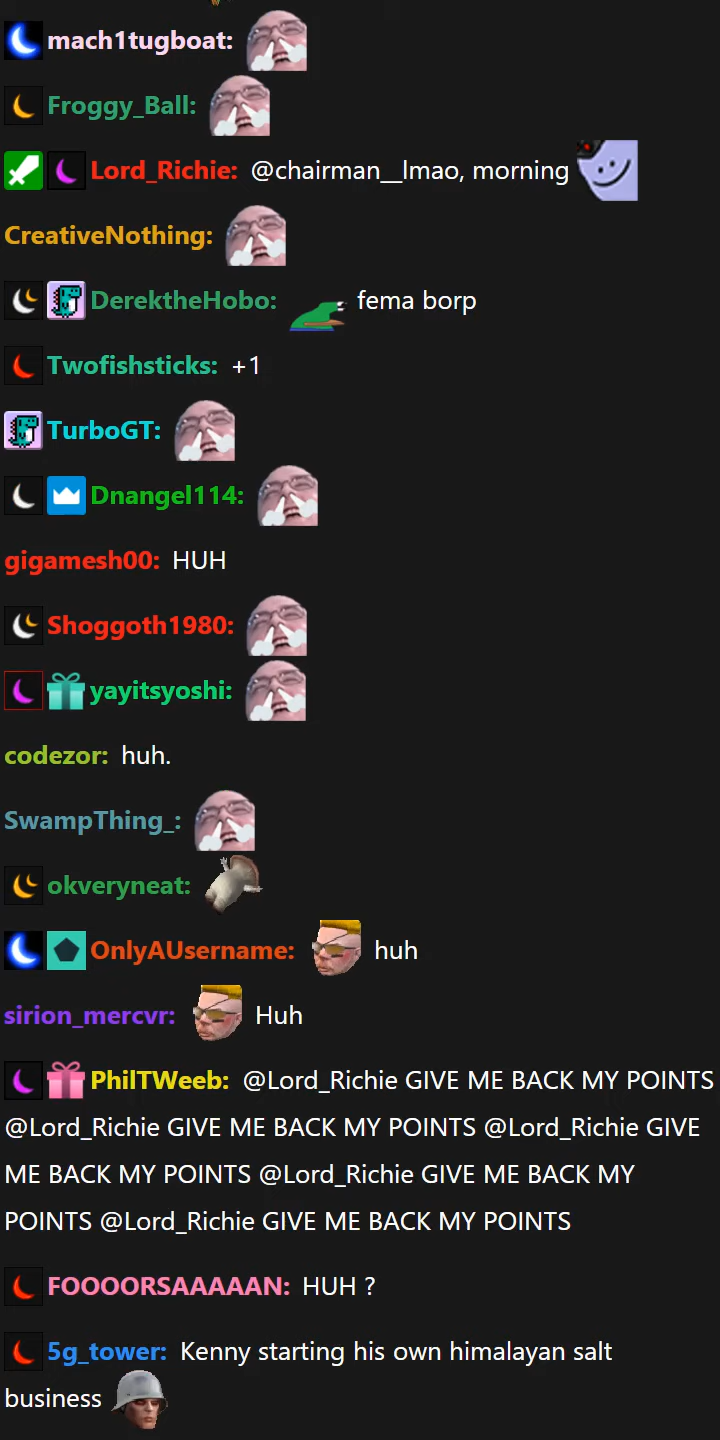 mach1tugboat:
Froggy_Ball:
Lord_Richie: @chairman__lmao, morning
CreativeNothing:
DerektheHobo: fema borp
Twofishsticks: +1
TurboGT:
Dnangel114:
gigamesh00: HUH
Shoggoth1980:
yayitsyoshi:
codezor: huh.
SwampThing_:
okveryneat:
OnlyAUsername: huh
sirion_mercvr: Huh
PhilTWeeb: @Lord_Richie GIVE ME BACK MY POINTS
@Lord_Richie GIVE ME BACK MY POINTS @Lord_Richie GIVE
ME BACK MY POINTS @Lord_Richie GIVE ME BACK MY
POINTS @Lord_Richie GIVE ME BACK MY POINTS
FOOOORSAAAAAN: HUH ?
5g_tower: Kenny starting his own himalayan salt
business